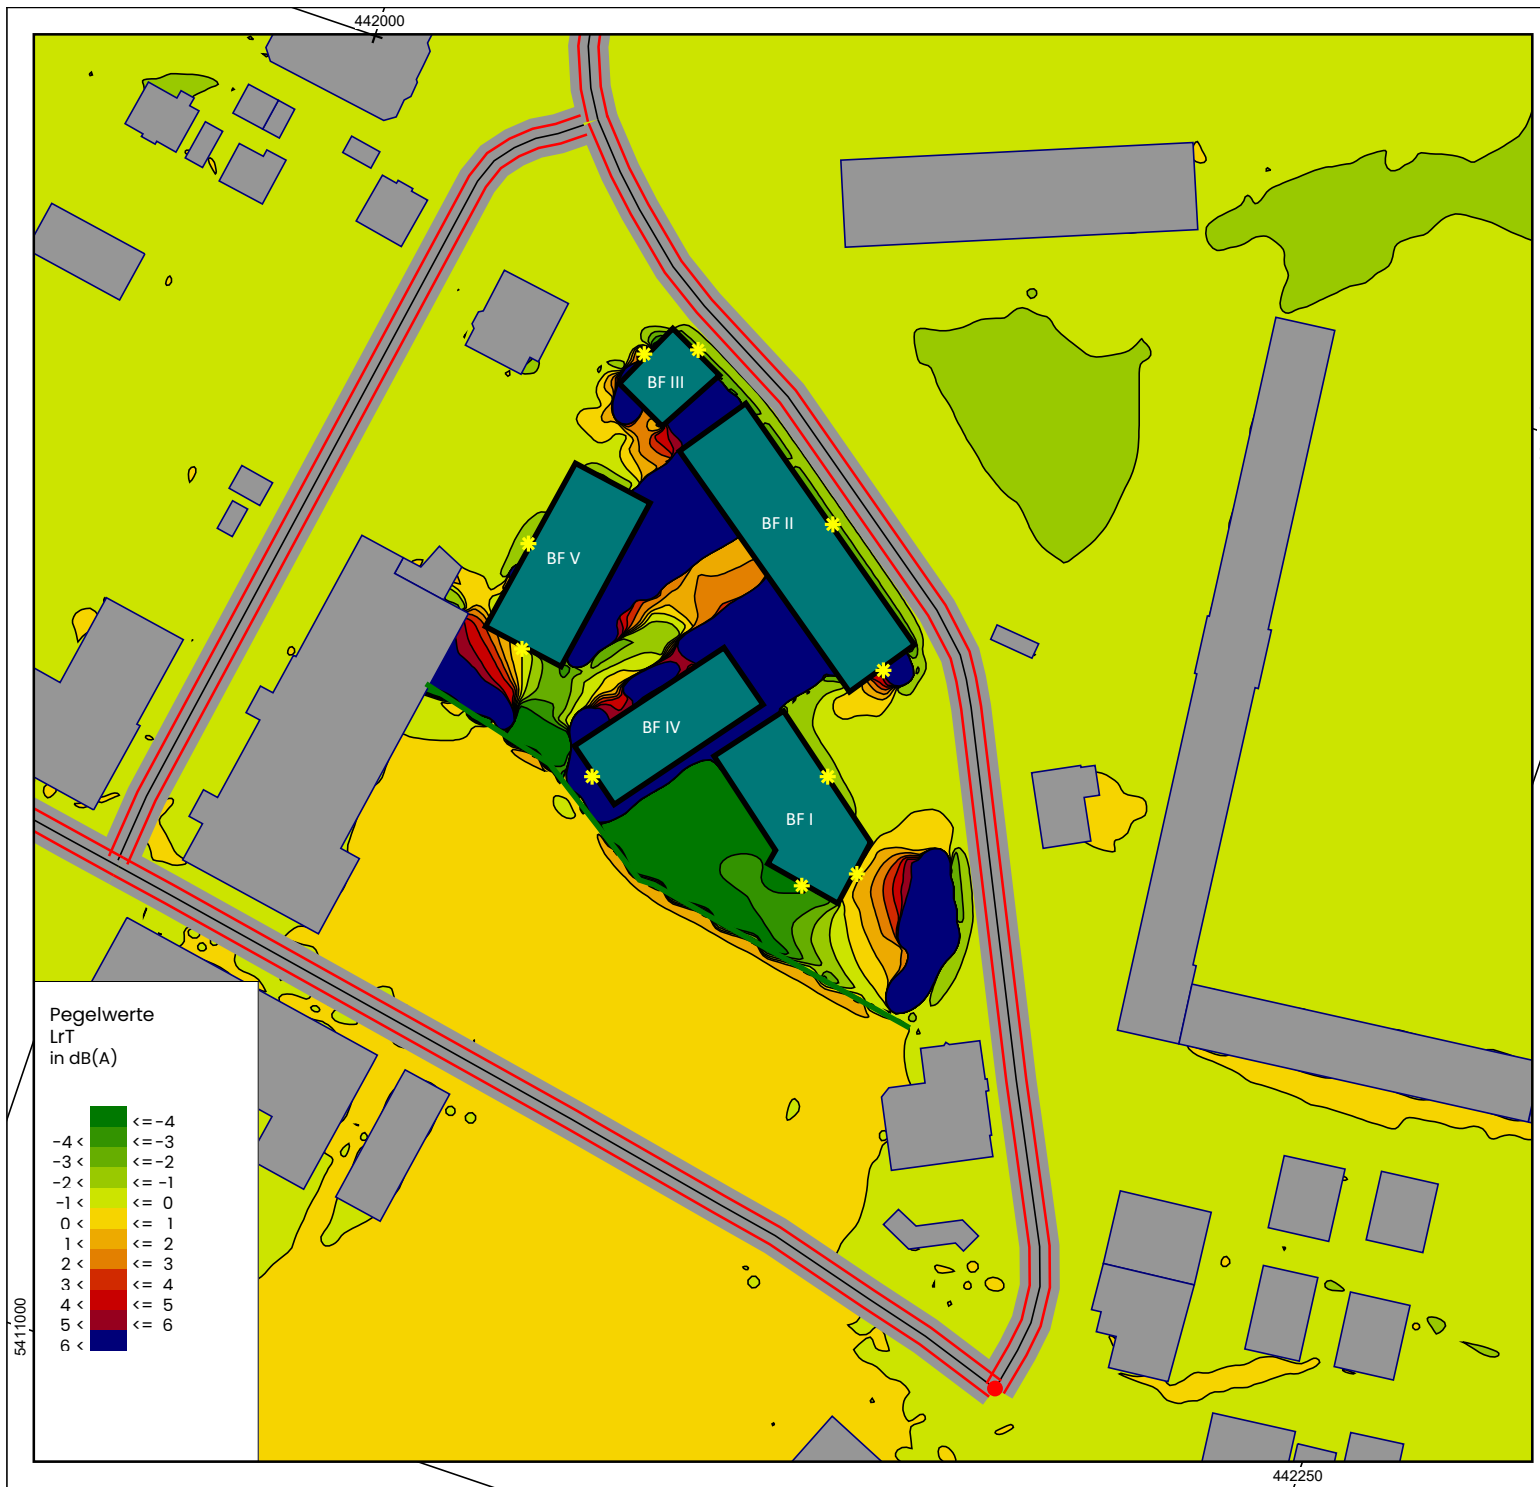 442000
BF III
BF II
BF V
BF IV
BF I
Pegelwerte
LrT
in dB(A)
<=-4
-4 < <=-3
-3 < <=-2
-2 < <= -1
-1 < <= 0
0 < <= 1
1 < <= 2
2 < <= 3
3 < <= 4
4 < <= 5
5 < <= 6
6 <
5411000
442250